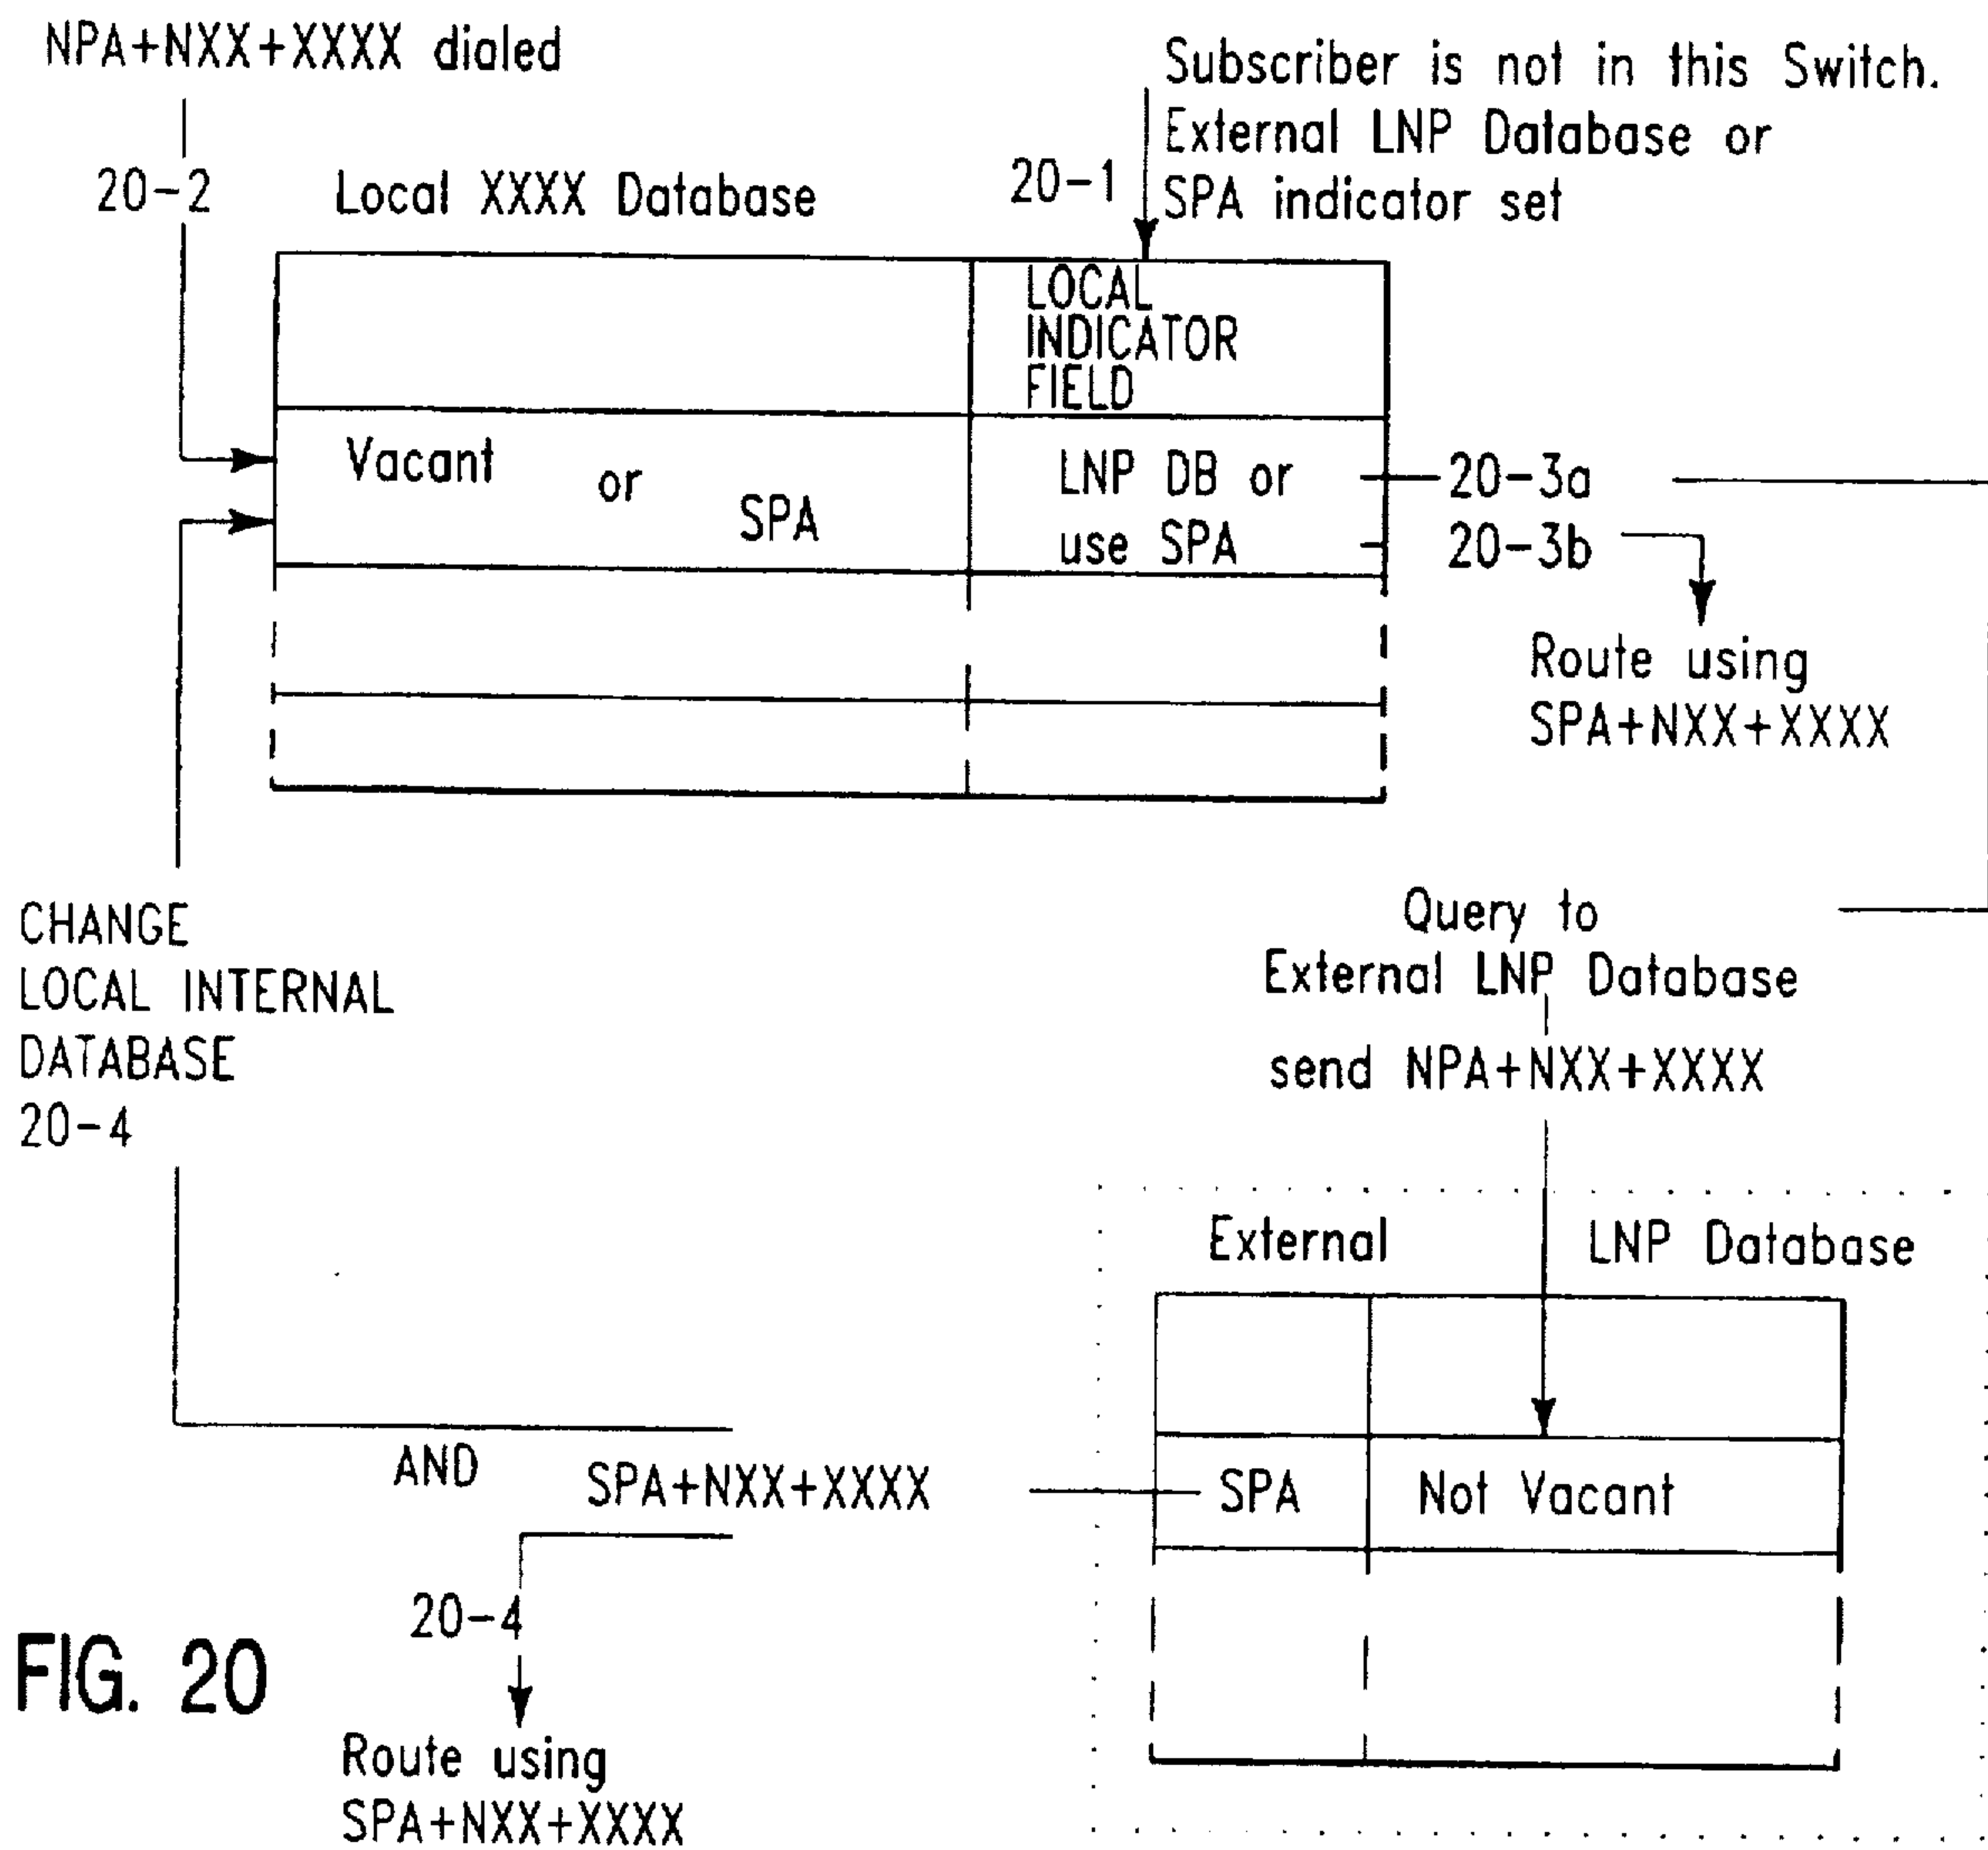 NPA+NXX+XXXX dialed
Subscriber is not in this Switch.
External LNP Database or
SPA indicator set
20-1
20-2
Local XXXX Database
LOCAL
INDICATOR
FIELD
Vacant or SPA
LNP DB or
use SPA
20-3a
20-3b
Route using
SPA+NXX+XXXX
CHANGE
LOCAL INTERNAL
DATABASE
20-4
Query to
External LNP Database
send NPA+NXX+XXXX
External LNP Database
SPA Not Vacant
AND
SPA+NXX+XXXX
20-4
Route using
SPA+NXX+XXXX
FIG. 20